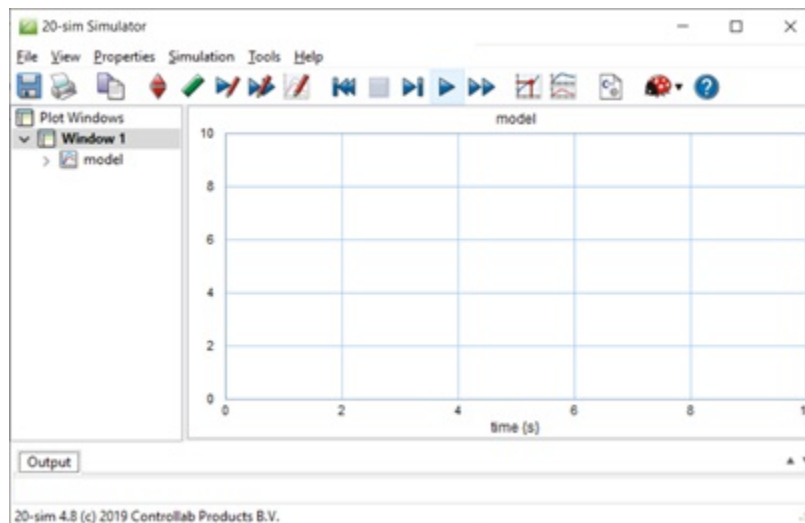 20-sim Simulator
File View Properties Simulation Tools Help
Plot Windows
Window 1
model
model
10
8
6
4
2
0
0 2 4 6 8 1
time {s}
Output
20-sim 4.8 (c) 2019 Controllab Products B.V.